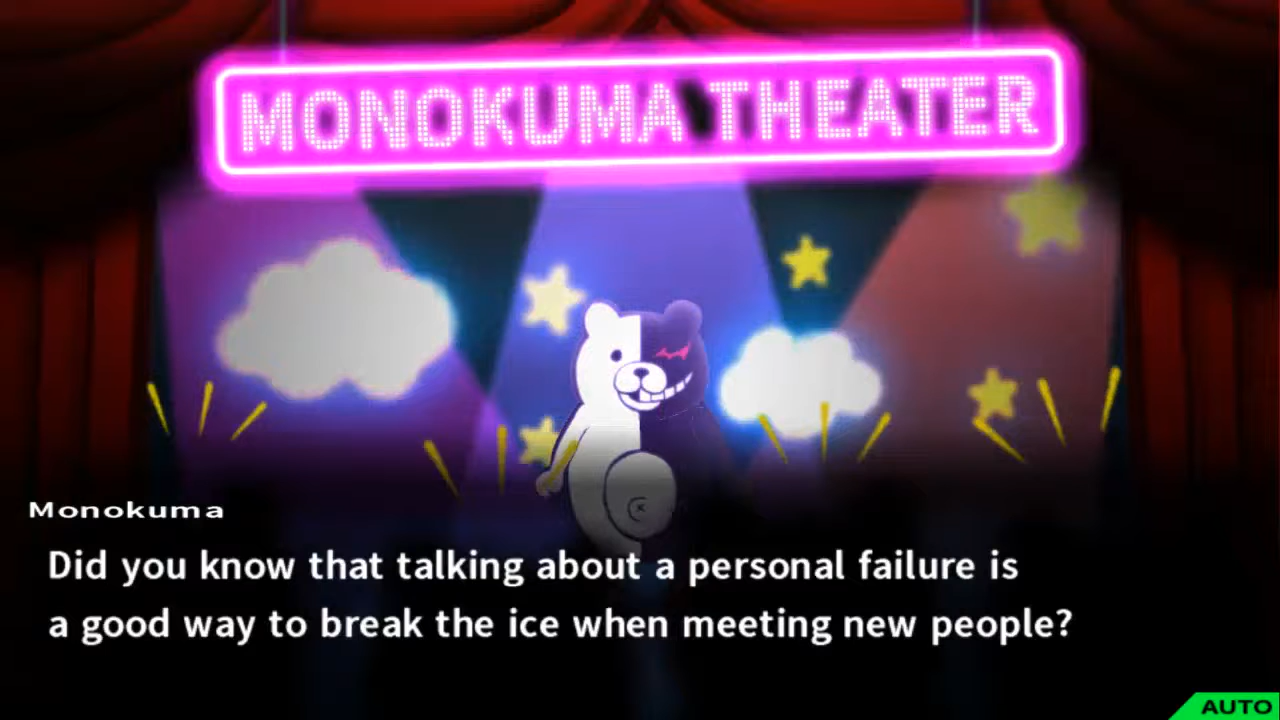 MONOKUMA THEATER
Monokuma
Did you know that talking about a personal failure is
a good way to break the ice when meeting new people?
AUTO